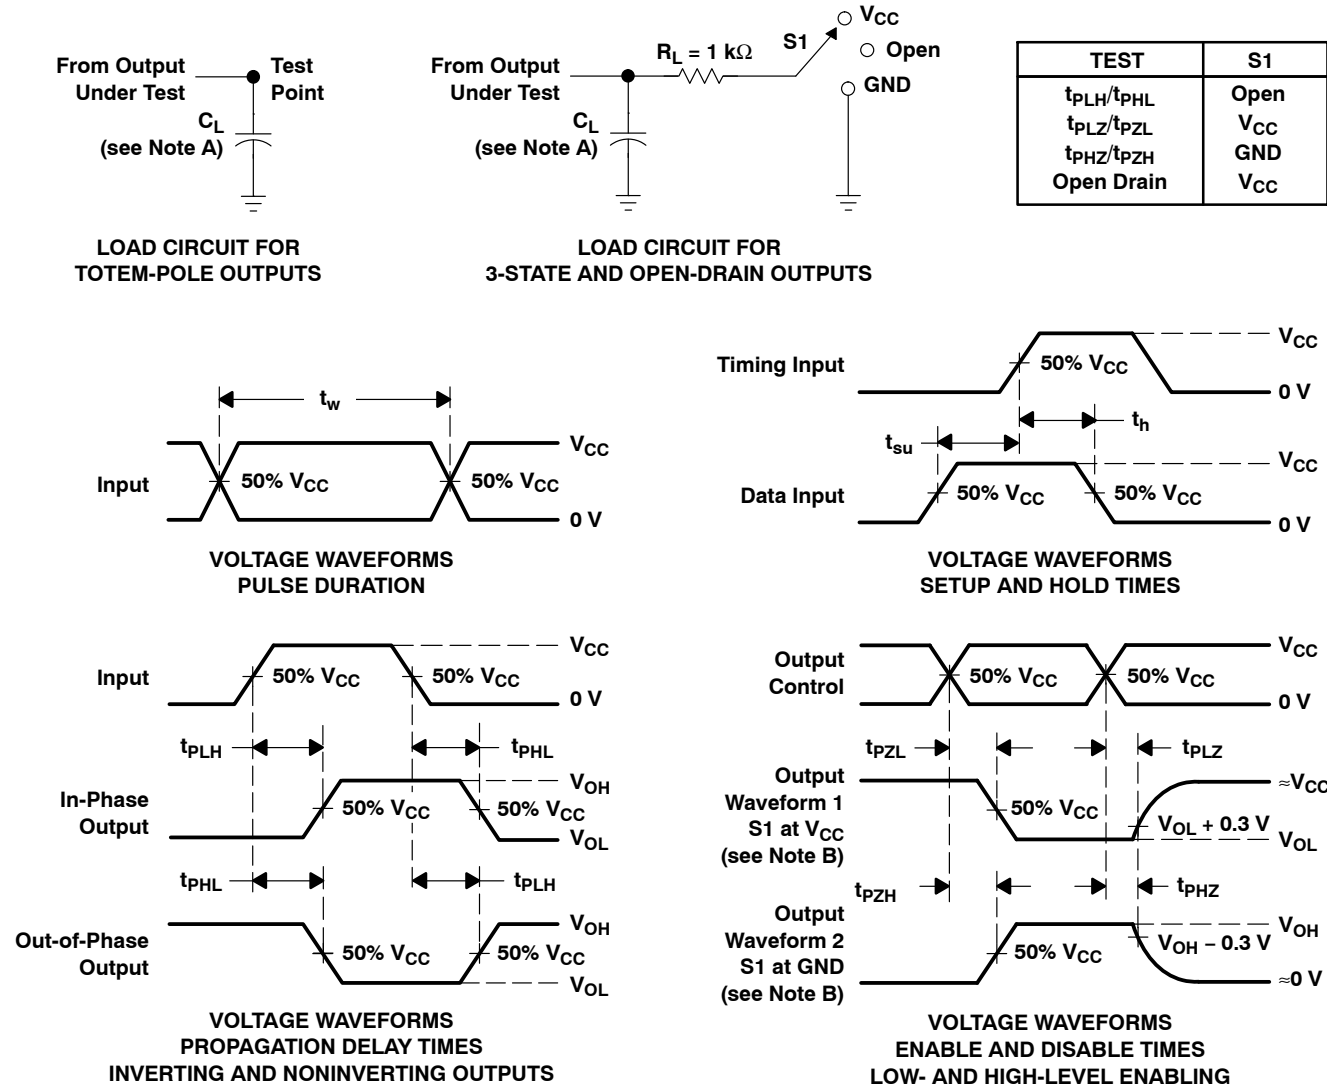 From Output
Under Test
Test
Point
CL
(see Note A)
LOAD CIRCUIT FOR
TOTEM-POLE OUTPUTS
From Output
Under Test
RL = 1 kΩ
S1
VCC
Open
GND
CL
(see Note A)
LOAD CIRCUIT FOR
3-STATE AND OPEN-DRAIN OUTPUTS
TEST S1
tPLH/tPHL Open
tPLZ/tPZL VCC
tPHZ/tPZH GND
Open Drain VCC
tw
Input
50% VCC
50% VCC
VCC
0 V
VOLTAGE WAVEFORMS
PULSE DURATION
Timing Input
50% VCC
VCC
0 V
tsu
th
Data Input
50% VCC
50% VCC
VCC
0 V
VOLTAGE WAVEFORMS
SETUP AND HOLD TIMES
Input
50% VCC
50% VCC
VCC
0 V
tPLH
tPHL
In-Phase
Output
50% VCC
50% VCC
VOH
VOL
tPHL
tPLH
Out-of-Phase
Output
50% VCC
50% VCC
VOH
VOL
VOLTAGE WAVEFORMS
PROPAGATION DELAY TIMES
INVERTING AND NONINVERTING OUTPUTS
Output
Control
50% VCC
50% VCC
VCC
0 V
tPZL
tPLZ
Output
Waveform 1
S1 at VCC
(see Note B)
50% VCC
≈VCC
VOL + 0.3 V
VOL
tPZH
tPHZ
Output
Waveform 2
S1 at GND
(see Note B)
50% VCC
VOH
VOH − 0.3 V
≈0 V
VOLTAGE WAVEFORMS
ENABLE AND DISABLE TIMES
LOW- AND HIGH-LEVEL ENABLING